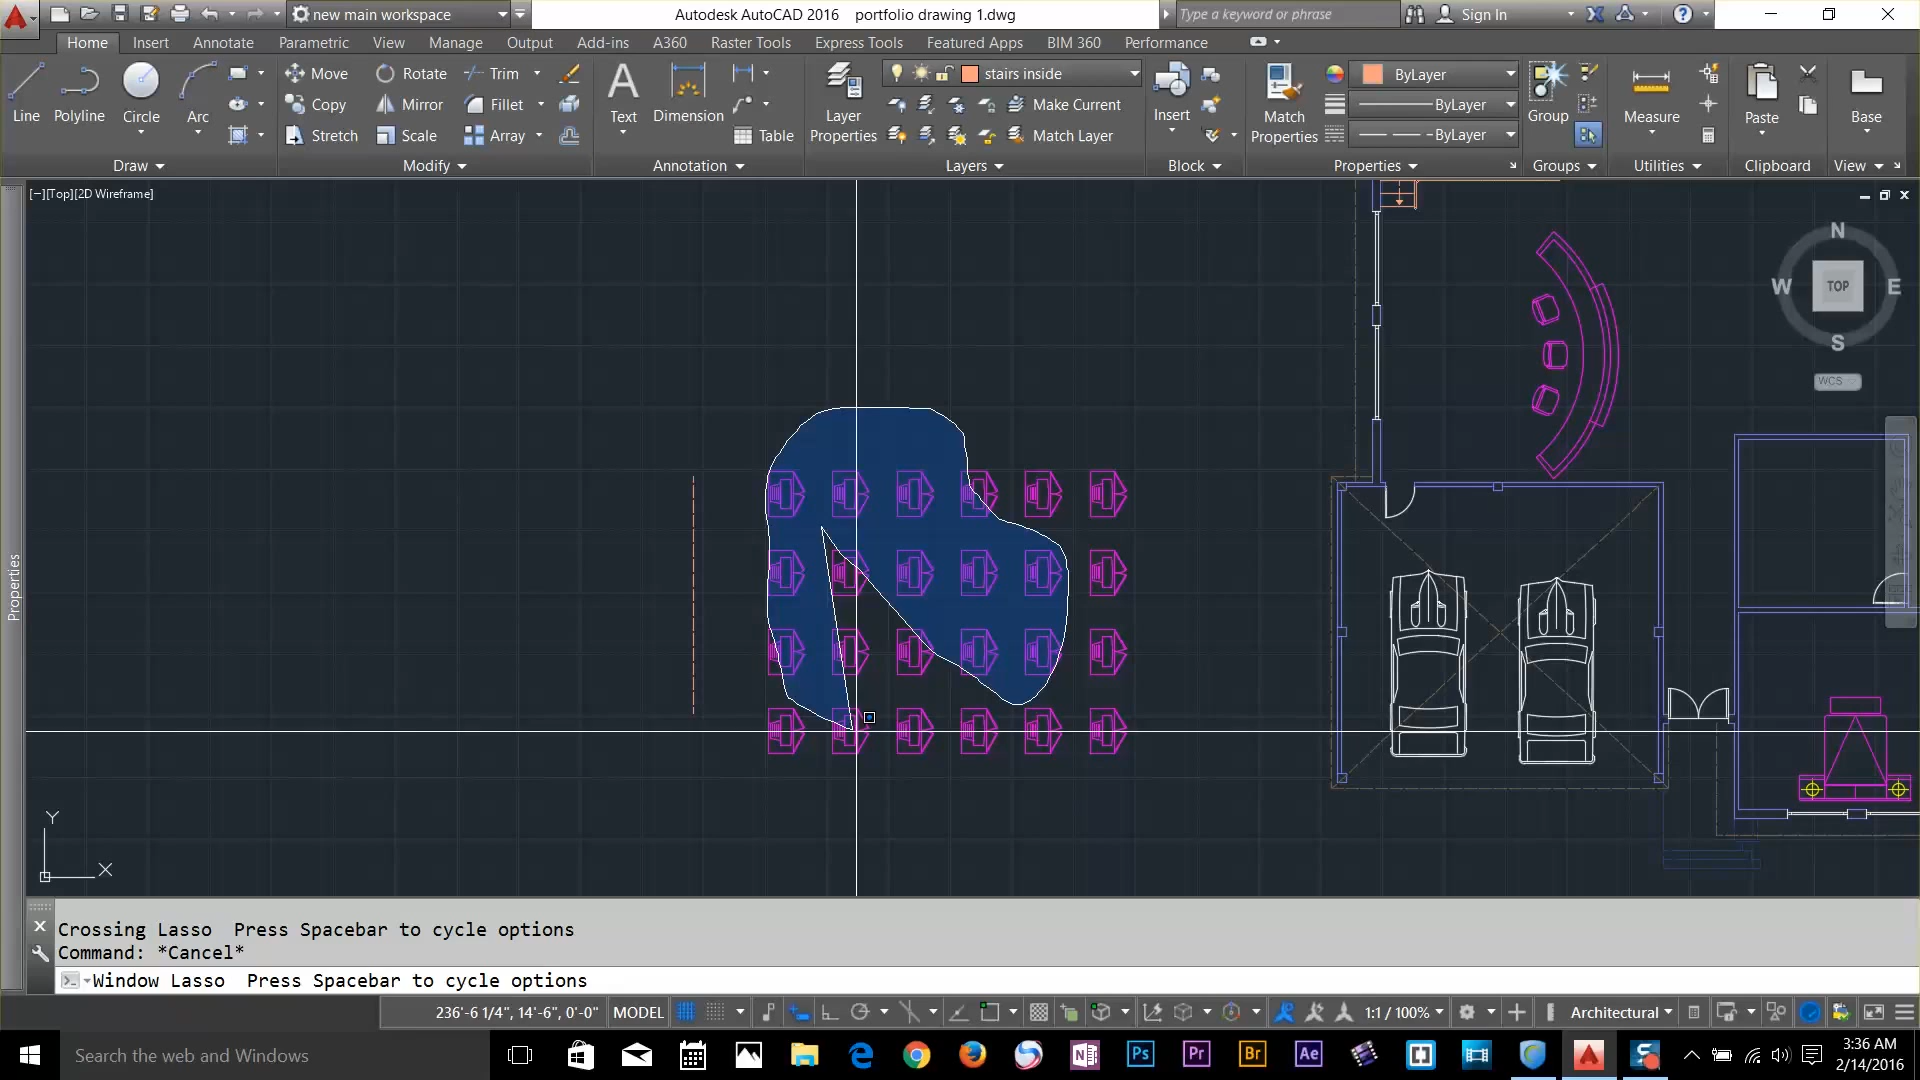 new main workspace
Autodesk AutoCAD 2016 portfolio drawing 1.dwg
Type a keyword or phrase
Sign In
Home Insert Annotate Parametric View Manage Output Add-ins A360 Raster Tools Express Tools Featured Apps BIM 360 Performance
Line Polyline Circle Arc
Move Rotate Trim
Copy Mirror Fillet
Stretch Scale Array
Text Dimension Table
Layer Properties
stairs inside
Make Current
Match Layer
Insert
Match Properties
ByLayer
ByLayer
ByLayer
Group
Measure
Paste
Base
Draw Modify Annotation Layers Block Properties Groups Utilities Clipboard View
[−][Top][2D Wireframe]
N
W TOP E
S
WCS
Properties
Y
X
Crossing Lasso  Press Spacebar to cycle options
Command: *Cancel*
Window Lasso  Press Spacebar to cycle options
236'-6 1/4", 14'-6", 0'-0" MODEL 1:1 / 100% Architectural
Search the web and Windows
Ps Pr Br Ae
3:36 AM
2/14/2016